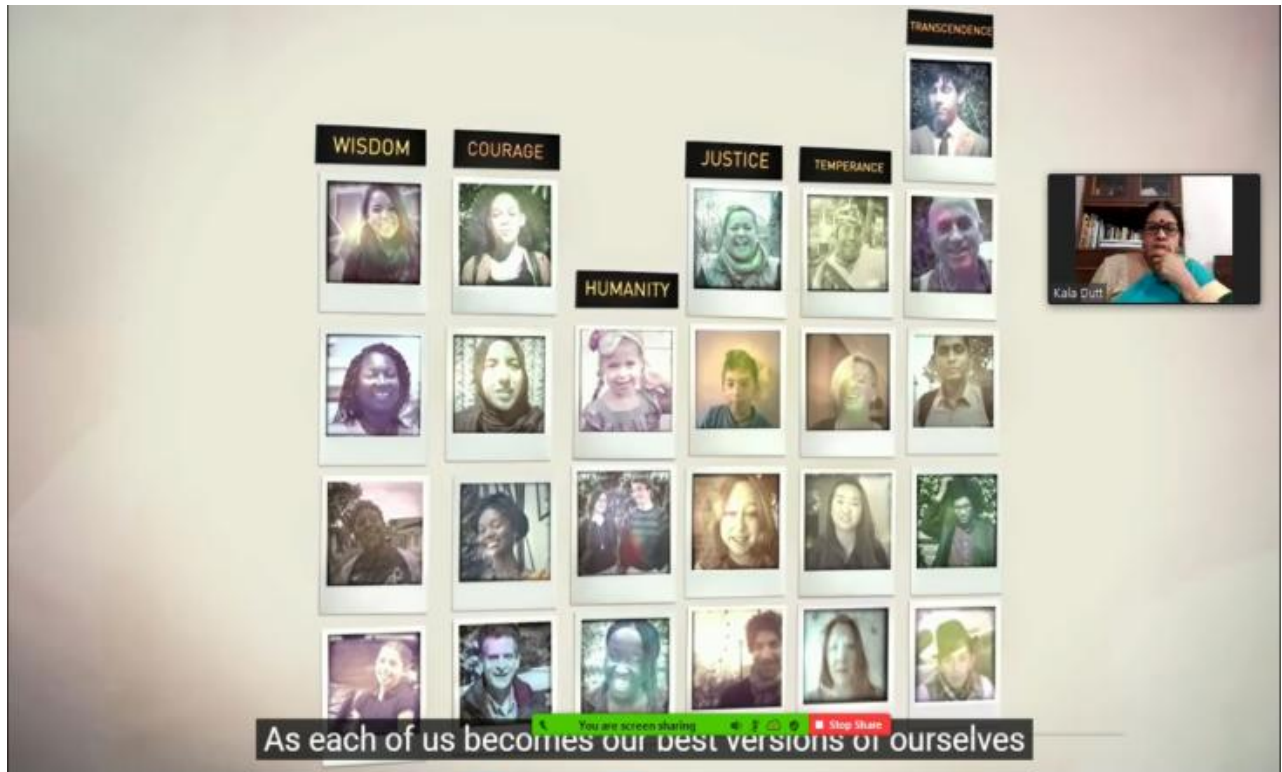 TRANSCENDENCE
WISDOM
COURAGE
JUSTICE
TEMPERANCE
HUMANITY
Kala Dutt
You are screen sharing
Stop Share
As each of us becomes our best versions of ourselves